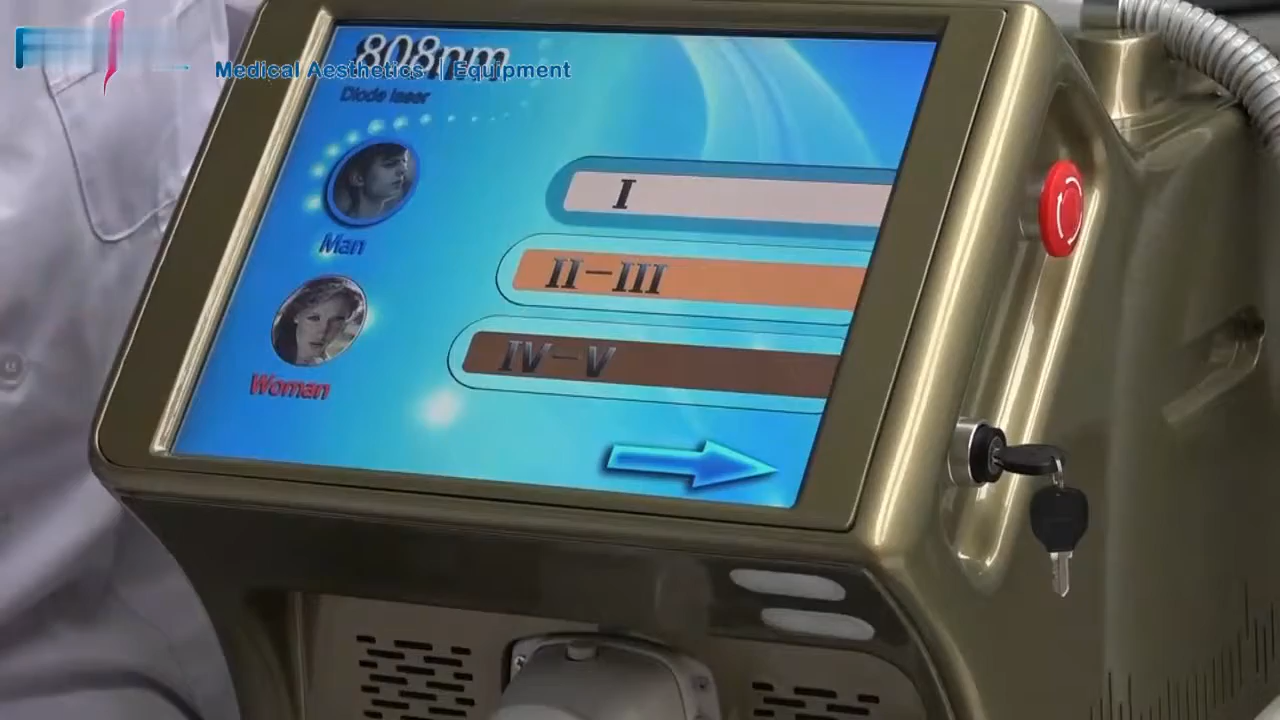 808nm
Medical Aesthetics | Equipment
Diode laser
Man
Woman
I
II-III
IV-V